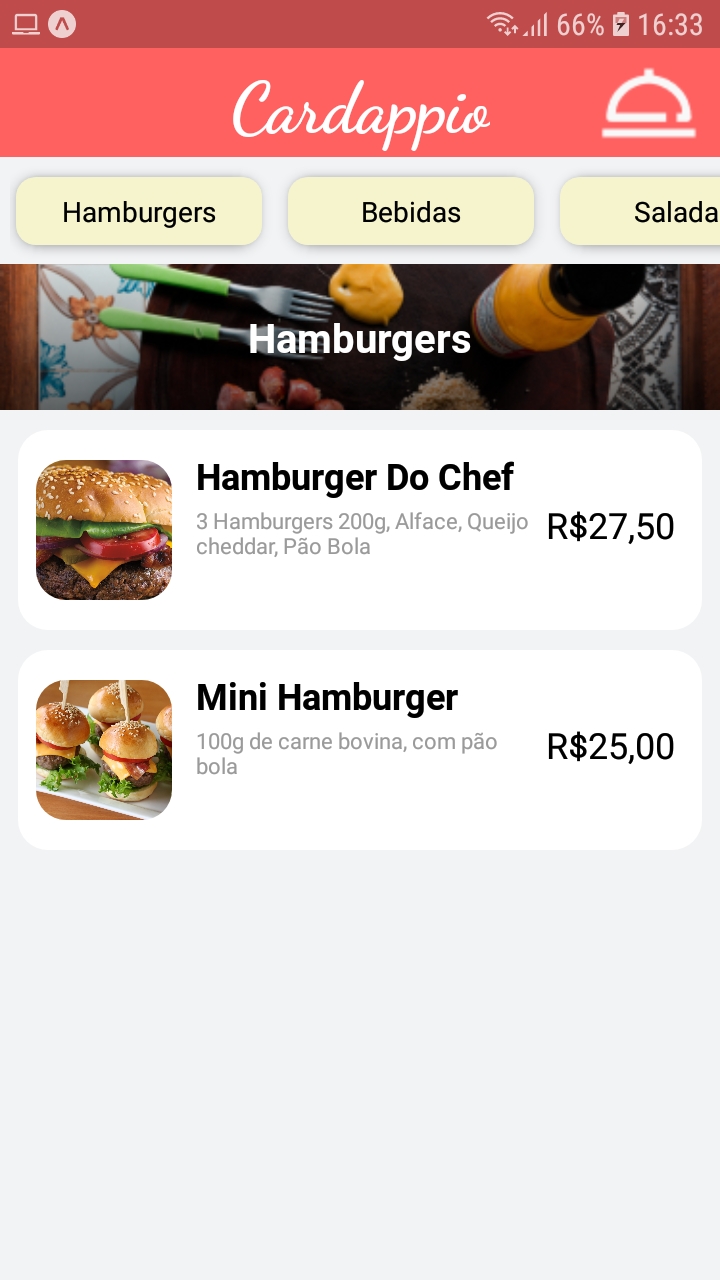 66% 16:33
Cardappio
Hamburgers Bebidas Salada
Hamburgers
Hamburger Do Chef
3 Hamburgers 200g, Alface, Queijo
cheddar, Pão Bola
R$27,50
Mini Hamburger
100g de carne bovina, com pão
bola
R$25,00